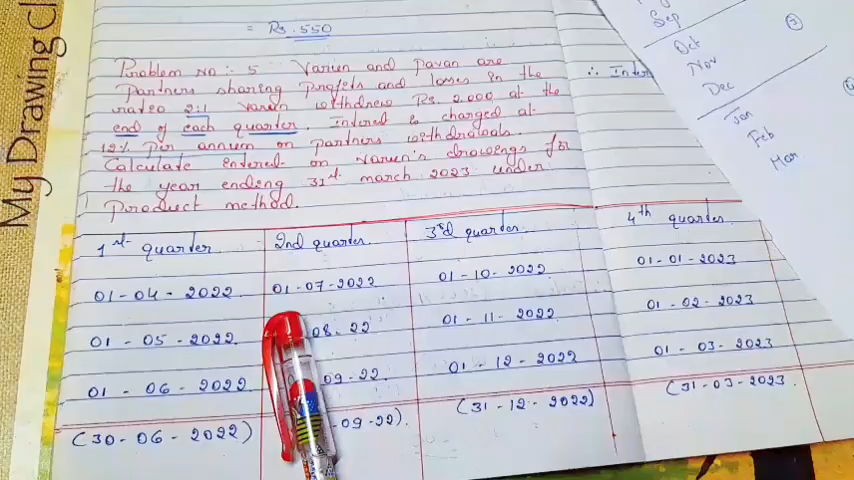 = Rs. 550
Problem No :- 5 Varun and Pavan are
Partners sharing profets and losses in the
rateo 2:1 Varun withdrew Rs. 2,000 at the
end of each quarter. Intered is charged at
12% per annum on partners withdrawals.
Calculate entered on Varun's drawengs for
the year ending 31st march 2023 under
Product method.
1st quarter 2nd quarter 3rd quarter 4th quarter
01-04-2022 01-07-2022 01-10-2022 01-01-2023
01-05-2022 08-22 01-11-2022 01-02-2023
01-06-2022 09-22 01-12-2022 01-03-2023
(30-06-2022) -09-22). (31-12-2022) (31-03-2023)
∴ Inter
Sep
Oct
Nov
Dec
Jan
Feb
Mar
My Drawing